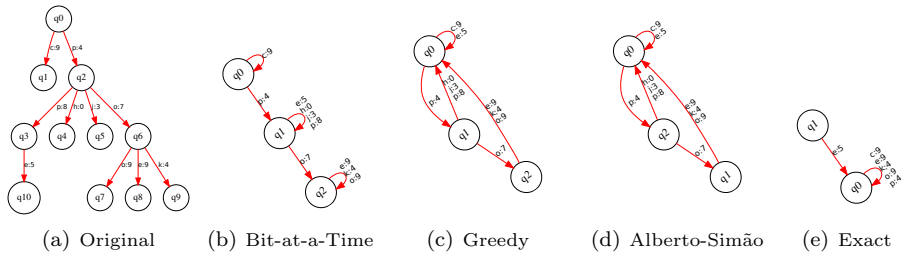 q0
c:9
p:4
q1
q2
p:8
h:0
j:3
o:7
q3
q4
q5
q6
e:5
o:9
e:9
k:4
q10
q7
q8
q9
(a) Original
c:9
q0
p:4
e:5
h:0
j:3
p:8
q1
o:7
e:9
k:4
o:9
q2
(b) Bit-at-a-Time
c:9
e:5
q0
p:4
h:0
j:3
p:8
e:9
k:4
o:9
q1
o:7
q2
(c) Greedy
c:9
e:5
q0
p:4
h:0
j:3
p:8
e:9
k:4
o:9
q2
o:7
q1
(d) Alberto-Simão
q1
e:5
c:9
e:9
k:4
o:9
p:4
q0
(e) Exact